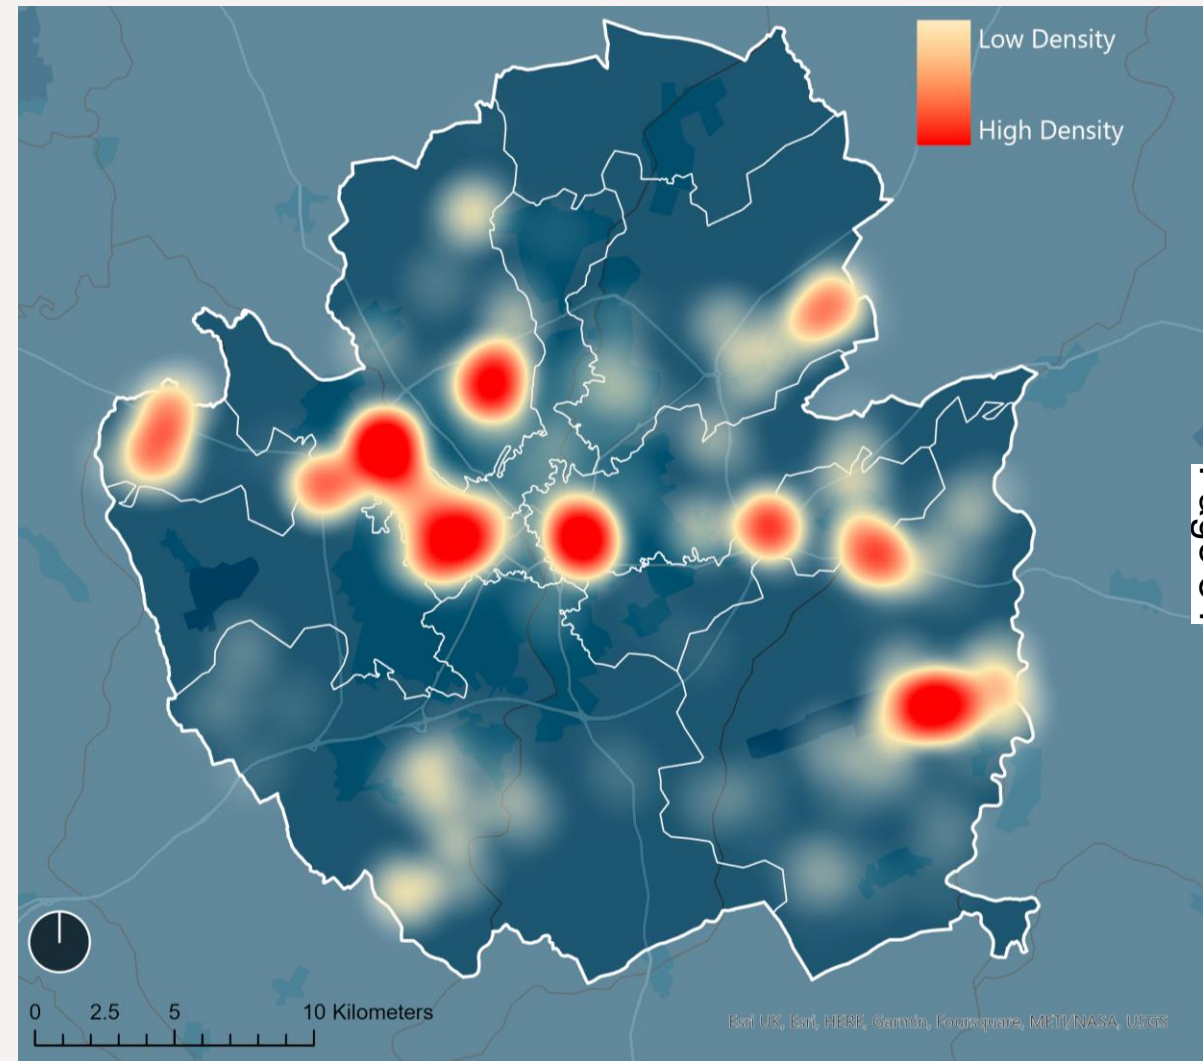 Low Density
High Density
0 2.5 5 10 Kilometers
Esri UK, Esri, HERE, Garmin, Foursquare, METI/NASA, USGS